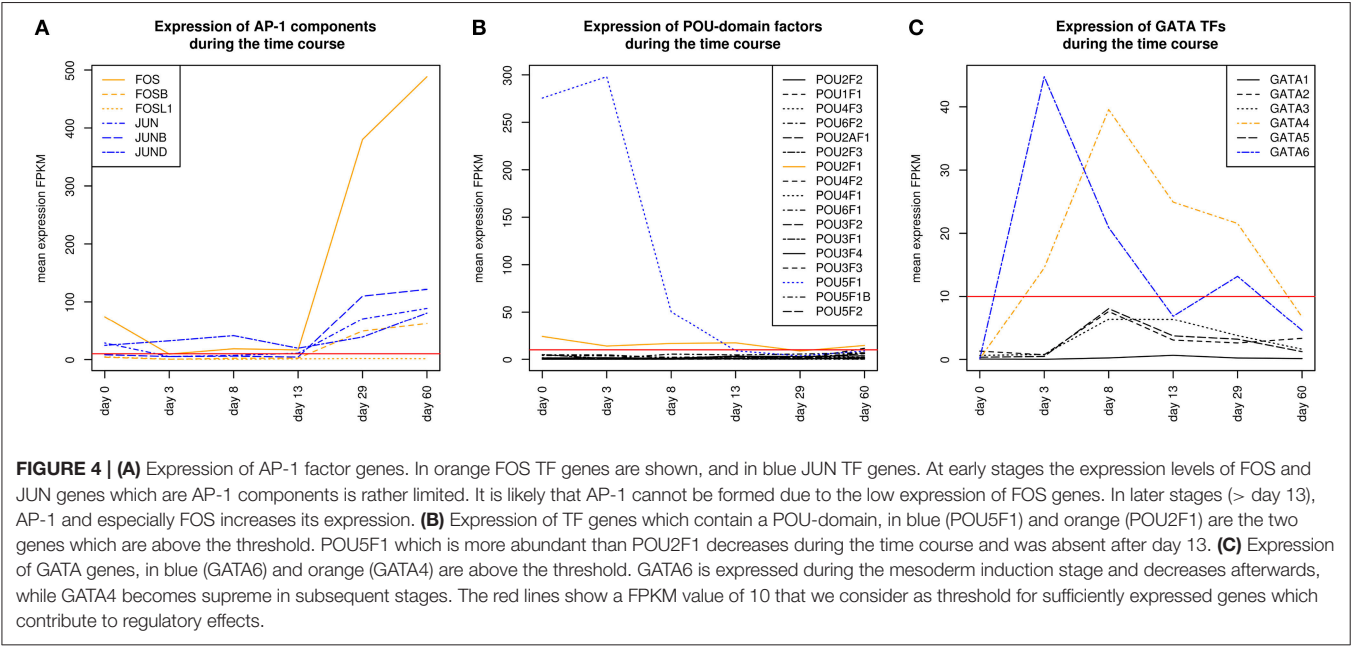 A
Expression of AP-1 components
during the time course
mean expression FPKM
500
400
300
200
100
0
FOS
FOSB
FOSL1
JUN
JUNB
JUND
day 0
day 3
day 8
day 13
day 29
day 60
B
Expression of POU-domain factors
during the time course
mean expression FPKM
300
250
200
150
100
50
0
POU2F2
POU1F1
POU4F3
POU6F2
POU2AF1
POU2F3
POU2F1
POU4F2
POU4F1
POU6F1
POU3F2
POU3F1
POU3F4
POU3F3
POU5F1
POU5F1B
POU5F2
day 0
day 3
day 8
day 13
day 29
day 60
C
Expression of GATA TFs
during the time course
mean expression FPKM
40
30
20
10
0
GATA1
GATA2
GATA3
GATA4
GATA5
GATA6
day 0
day 3
day 8
day 13
day 29
day 60
FIGURE 4 | (A) Expression of AP-1 factor genes. In orange FOS TF genes are shown, and in blue JUN TF genes. At early stages the expression levels of FOS and
JUN genes which are AP-1 components is rather limited. It is likely that AP-1 cannot be formed due to the low expression of FOS genes. In later stages (> day 13),
AP-1 and especially FOS increases its expression. (B) Expression of TF genes which contain a POU-domain, in blue (POU5F1) and orange (POU2F1) are the two
genes which are above the threshold. POU5F1 which is more abundant than POU2F1 decreases during the time course and was absent after day 13. (C) Expression
of GATA genes, in blue (GATA6) and orange (GATA4) are above the threshold. GATA6 is expressed during the mesoderm induction stage and decreases afterwards,
while GATA4 becomes supreme in subsequent stages. The red lines show a FPKM value of 10 that we consider as threshold for sufficiently expressed genes which
contribute to regulatory effects.